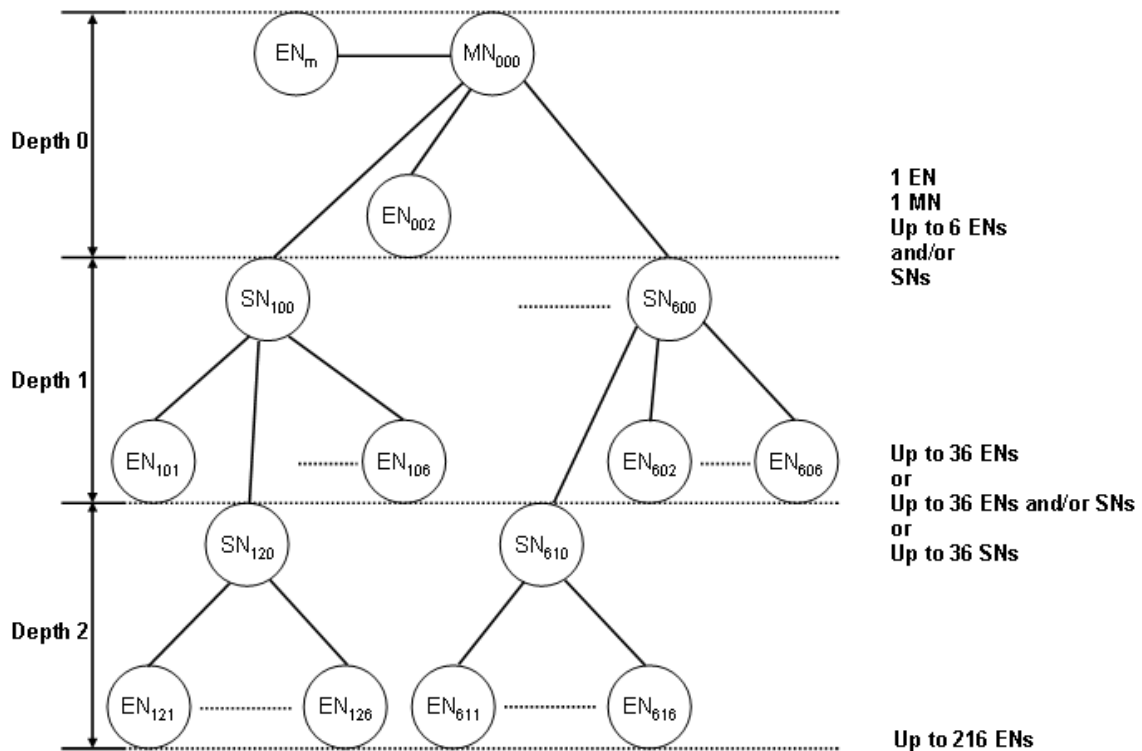 ENm
MN000
Depth 0
EN002
1 EN
1 MN
Up to 6 ENs
and/or
SNs
SN100
SN600
Depth 1
EN101
EN106
EN602
EN606
Up to 36 ENs
or
Up to 36 ENs and/or SNs
or
Up to 36 SNs
SN120
SN610
Depth 2
EN121
EN126
EN611
EN616
Up to 216 ENs